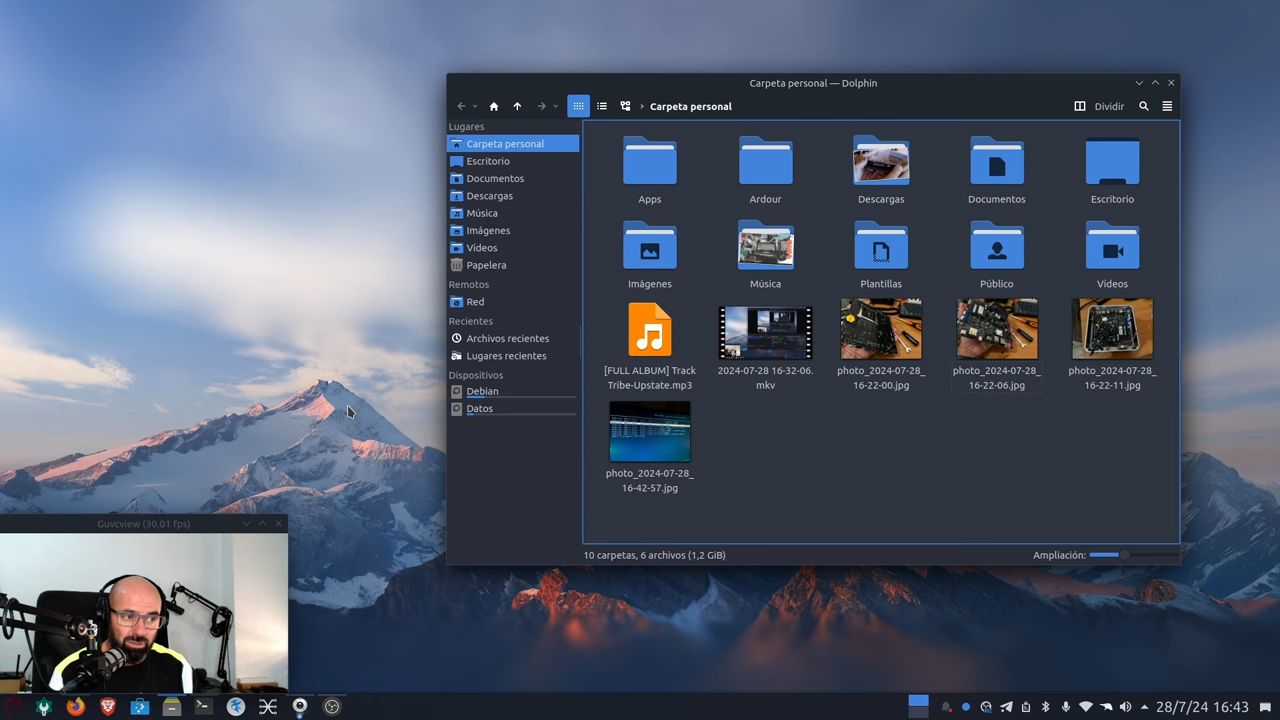 Carpeta personal — Dolphin
Carpeta personal
Dividir
Lugares
Carpeta personal
Escritorio
Documentos
Descargas
Música
Imágenes
Vídeos
Papelera
Remotos
Red
Recientes
Archivos recientes
Lugares recientes
Dispositivos
Debian
Datos
Apps
Ardour
Descargas
Documentos
Escritorio
Imágenes
Música
Plantillas
Público
Vídeos
[FULL ALBUM] Track
Tribe-Upstate.mp3
2024-07-28 16-32-06.
mkv
photo_2024-07-28_
16-22-00.jpg
photo_2024-07-28_
16-22-06.jpg
photo_2024-07-28_
16-22-11.jpg
photo_2024-07-28_
16-42-57.jpg
10 carpetas, 6 archivos (1,2 GiB)
Ampliación:
Guvcview (30,01 fps)
28/7/24 16:43